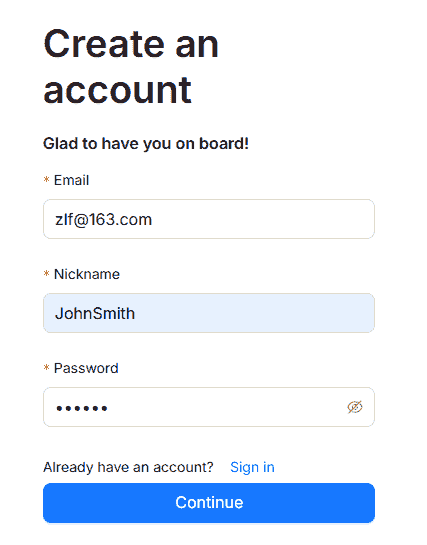 Create an
account
Glad to have you on board!
* Email
zlf@163.com
* Nickname
JohnSmith
* Password
••••••
Already have an account? Sign in
Continue